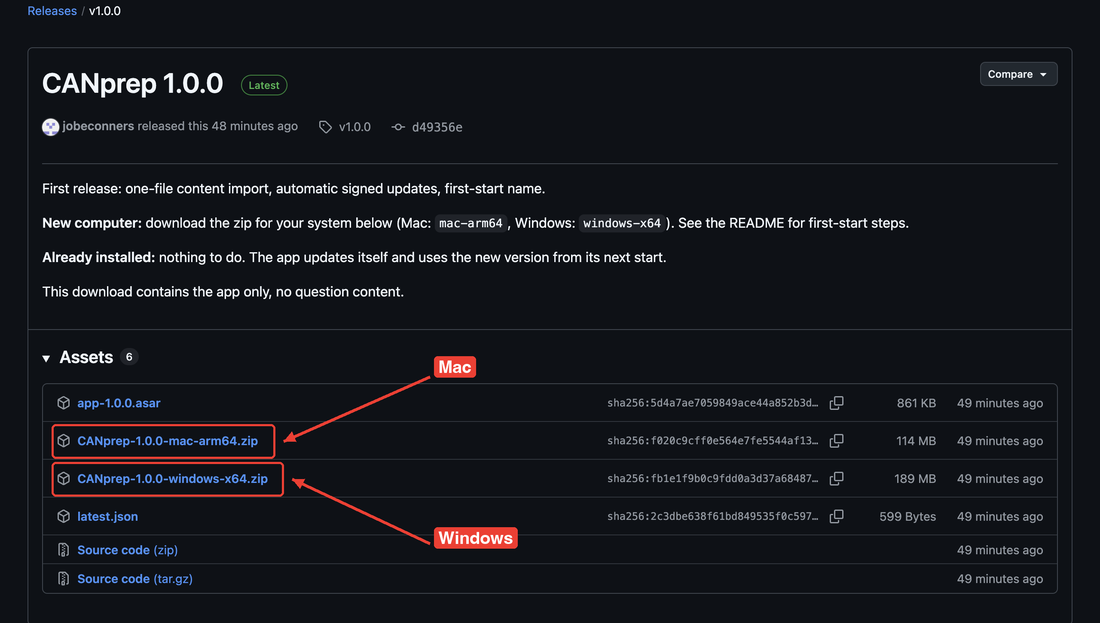 Releases / v1.0.0
CANprep 1.0.0 Latest
Compare
jobeconners released this 48 minutes ago v1.0.0 d49356e
First release: one-file content import, automatic signed updates, first-start name.
New computer: download the zip for your system below (Mac: mac-arm64, Windows: windows-x64). See the README for first-start steps.
Already installed: nothing to do. The app updates itself and uses the new version from its next start.
This download contains the app only, no question content.
Assets 6
Mac
app-1.0.0.asar sha256:5d4a7ae7059849ace44a852b3d… 861 KB 49 minutes ago
CANprep-1.0.0-mac-arm64.zip sha256:f020c9cff0e564e7fe5544af13… 114 MB 49 minutes ago
CANprep-1.0.0-windows-x64.zip sha256:fb1e1f9b0c9fdd0a3d37a68487… 189 MB 49 minutes ago
latest.json sha256:2c3dbe638f61bd849535f0c597… 599 Bytes 49 minutes ago
Windows
Source code (zip) 49 minutes ago
Source code (tar.gz) 49 minutes ago